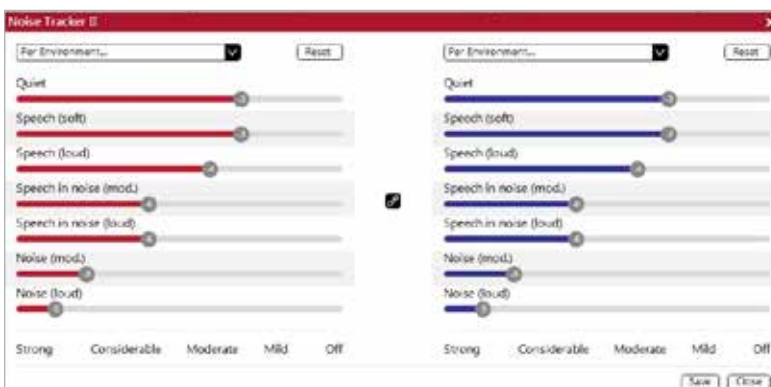 Noise Tracker II
Per Environment... Reset Per Environment... Reset
Quiet Quiet
Speech (soft) Speech (soft)
Speech (loud) Speech (loud)
Speech in noise (mod.) Speech in noise (mod.)
Speech in noise (loud) Speech in noise (loud)
Noise (mod.) Noise (mod.)
Noise (loud) Noise (loud)
Strong Considerable Moderate Mild Off Strong Considerable Moderate Mild Off
Save Close